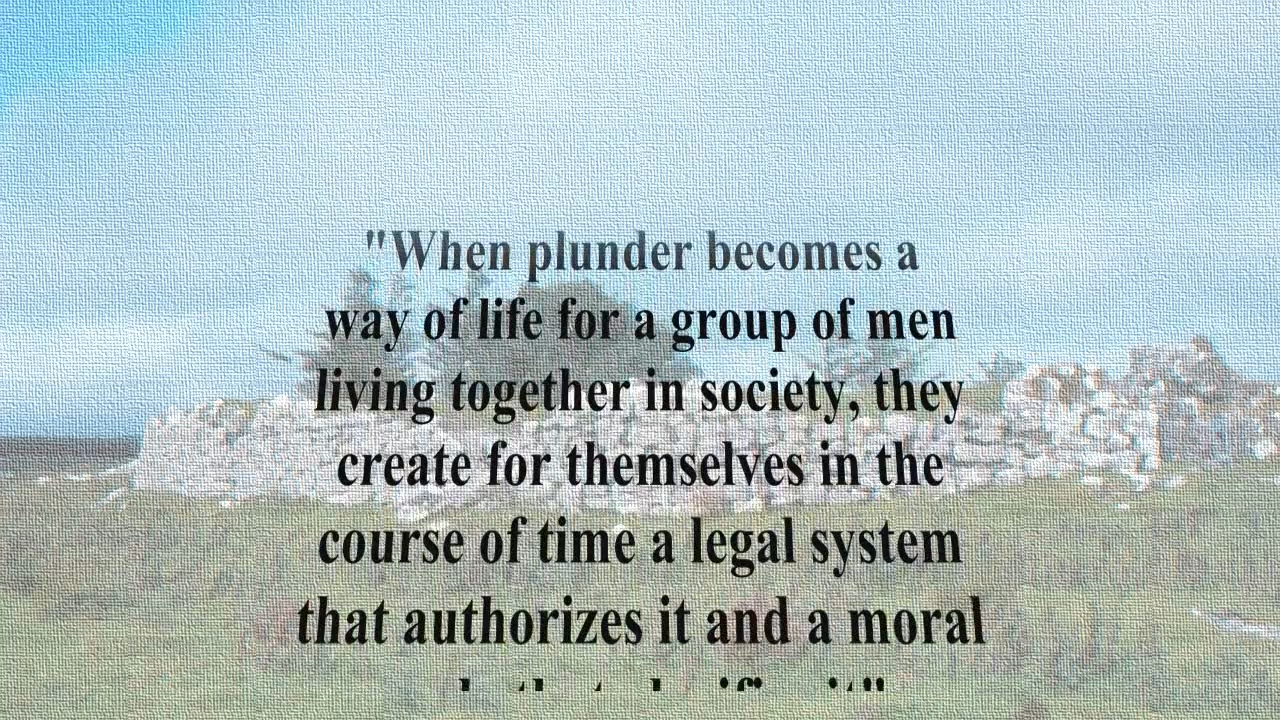 "When plunder becomes a
way of life for a group of men
living together in society, they
create for themselves in the
course of time a legal system
that authorizes it and a moral